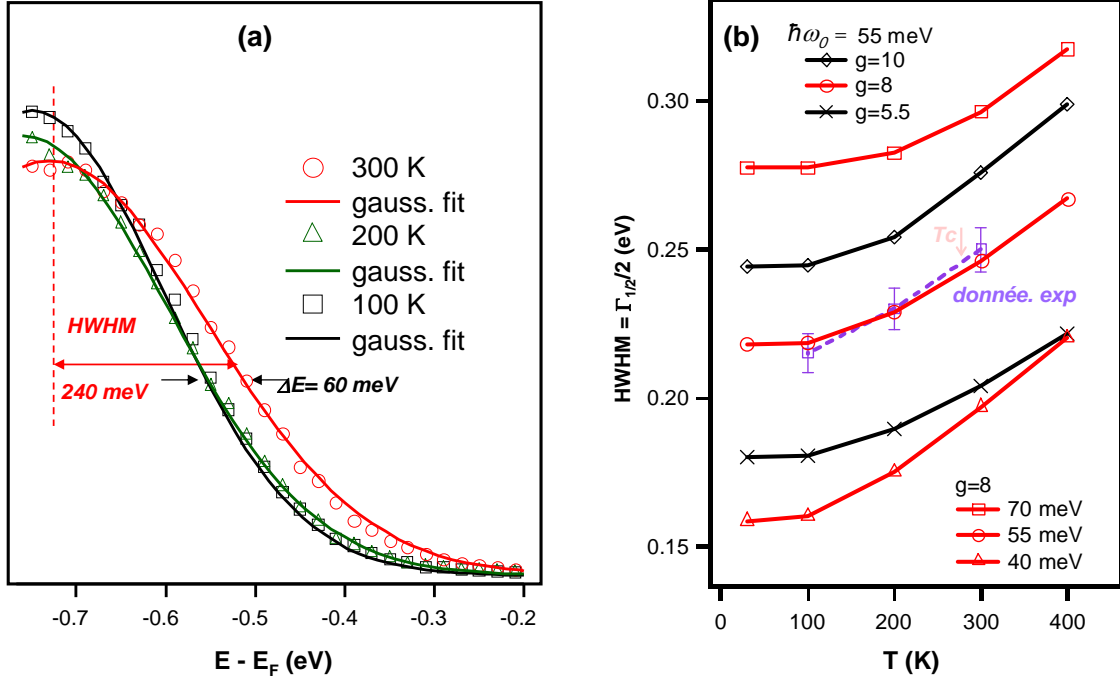 (a)
300 K
gauss. fit
200 K
gauss. fit
100 K
gauss. fit
HWHM
240 meV
ΔE= 60 meV
-0.7
-0.6
-0.5
-0.4
-0.3
-0.2
E - E_F (eV)
(b)
ℏω₀ = 55 meV
g=10
g=8
g=5.5
Tc
donnée. exp
g=8
70 meV
55 meV
40 meV
0.30
0.25
0.20
0.15
HWHM = Γ₁/₂/2 (eV)
0
100
200
300
400
T (K)